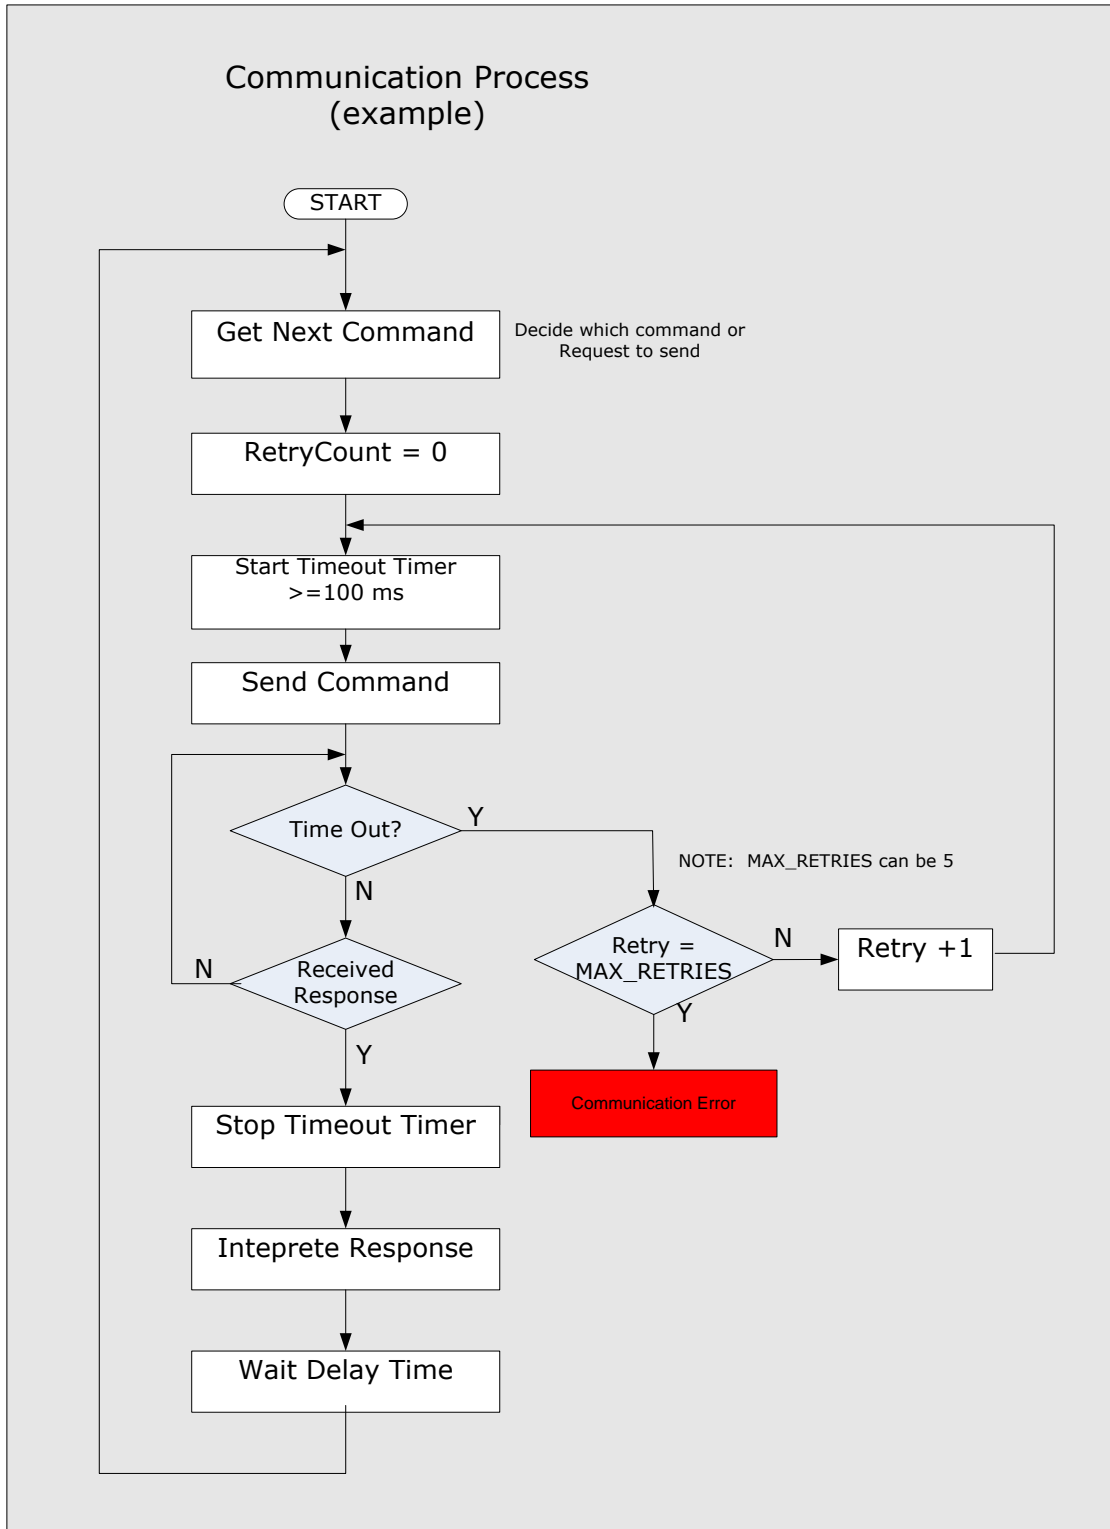 Communication Process
(example)
START
Get Next Command
Decide which command or
Request to send
RetryCount = 0
Start Timeout Timer
>=100 ms
Send Command
Time Out?
Y
N
NOTE:  MAX_RETRIES can be 5
Received
Response
N
Y
Retry =
MAX_RETRIES
N
Y
Retry +1
Communication Error
Stop Timeout Timer
Inteprete Response
Wait Delay Time